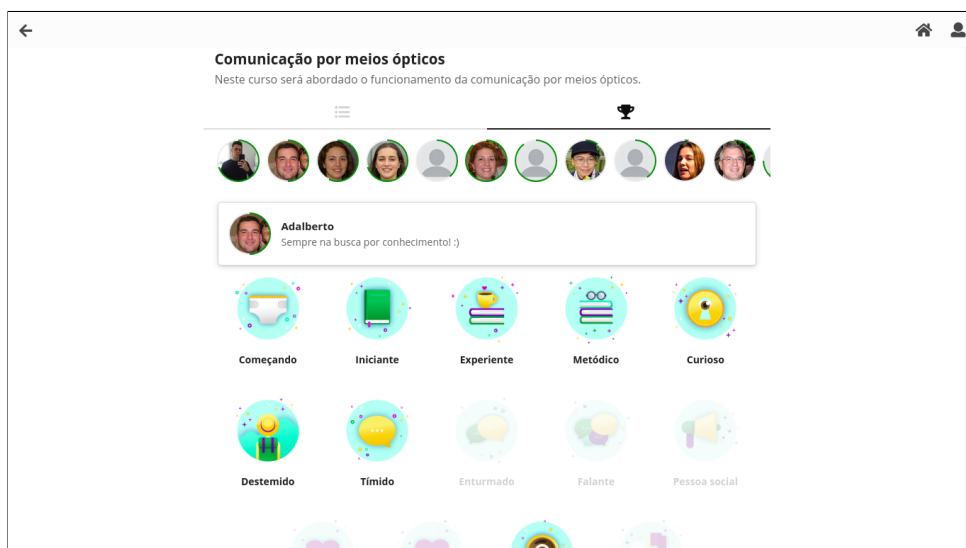 Comunicação por meios ópticos
Neste curso será abordado o funcionamento da comunicação por meios ópticos.
Adalberto
Sempre na busca por conhecimento! :)
Começando Iniciante Experiente Metódico Curioso
Destemido Tímido Enturmado Falante Pessoa social